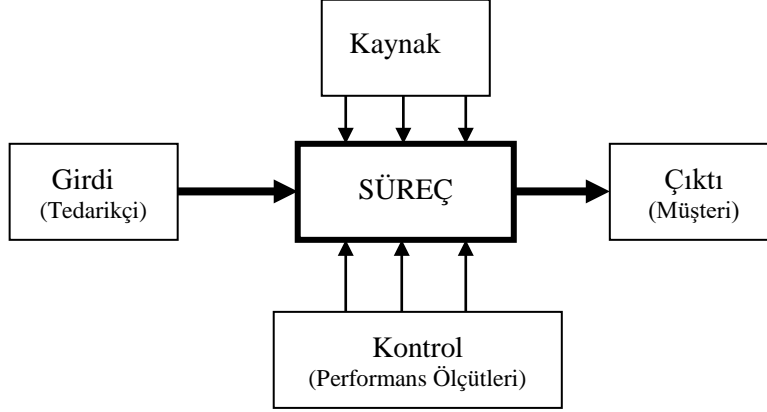 Kaynak
Girdi
(Tedarikçi)
SÜREÇ
Çıktı
(Müşteri)
Kontrol
(Performans Ölçütleri)